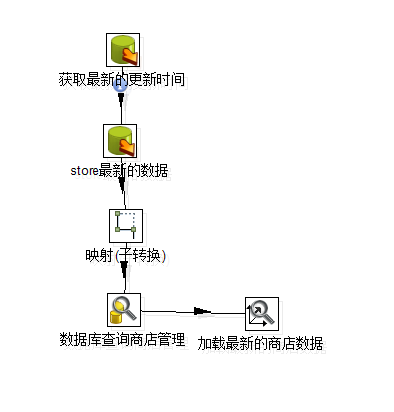 获取最新的更新时间
store最新的数据
映射(子转换)
数据库查询商店管理
加载最新的商店数据